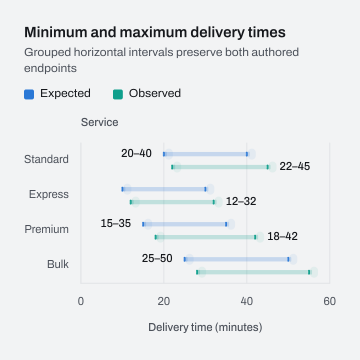 Minimum and maximum delivery times
Grouped horizontal intervals preserve both authored
endpoints
Expected
Observed
Service
Standard
20–40
22–45
Express
12–32
Premium
15–35
18–42
Bulk
25–50
0
20
40
60
Delivery time (minutes)